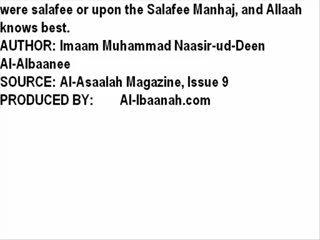 were salafee or upon the Salafee Manhaj, and Allaah
knows best.
AUTHOR: Imaam Muhammad Naasir-ud-Deen
Al-Albaanee
SOURCE: Al-Asaalah Magazine, Issue 9
PRODUCED BY: Al-Ibaanah.com